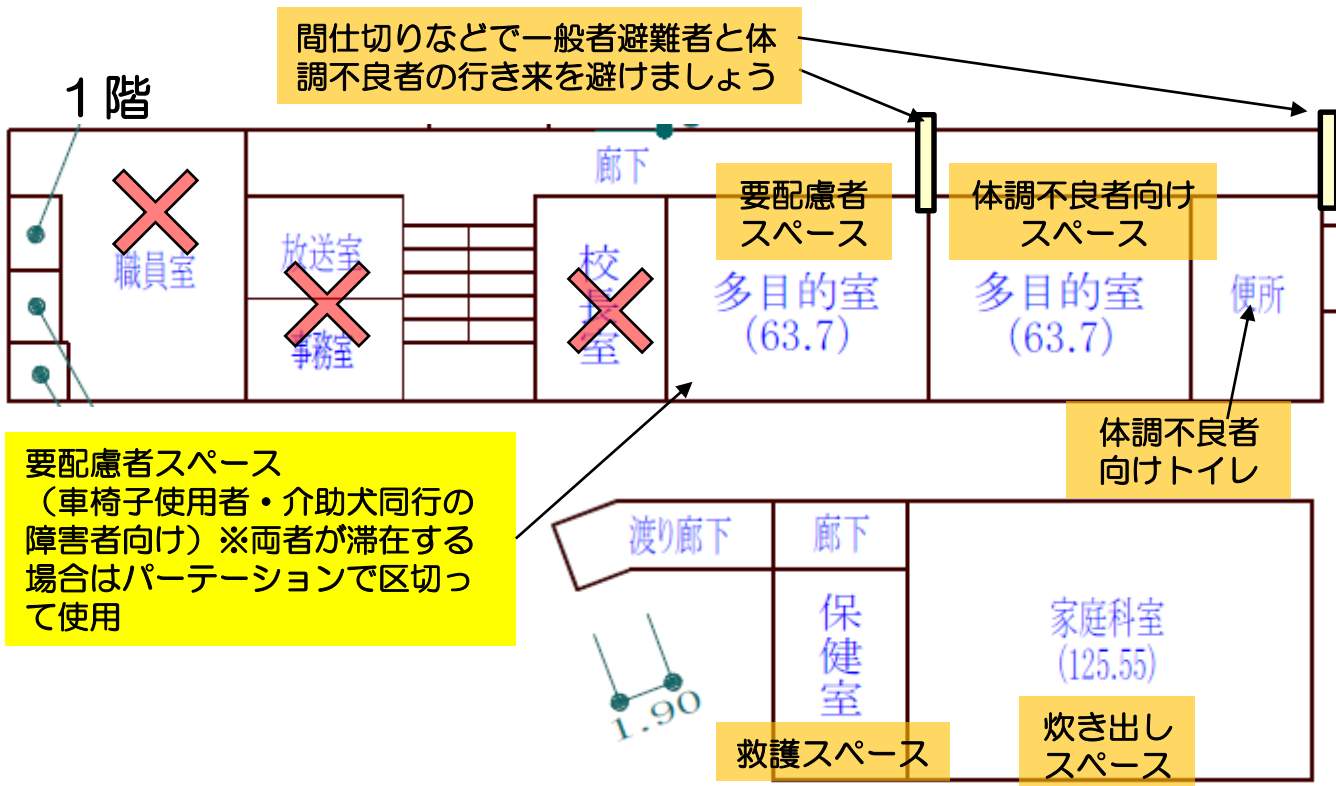 間仕切りなどで一般者避難者と体
調不良者の行き来を避けましょう
１階
廊下
要配慮者
スペース
体調不良者向け
スペース
職員室
放送室
事務室
校長室
多目的室
(63.7)
多目的室
(63.7)
便所
体調不良者
向けトイレ
要配慮者スペース
（車椅子使用者・介助犬同行の
障害者向け）※両者が滞在する
場合はパーテーションで区切っ
て使用
渡り廊下
廊下
保健室
家庭科室
(125.55)
1.90
救護スペース
炊き出し
スペース